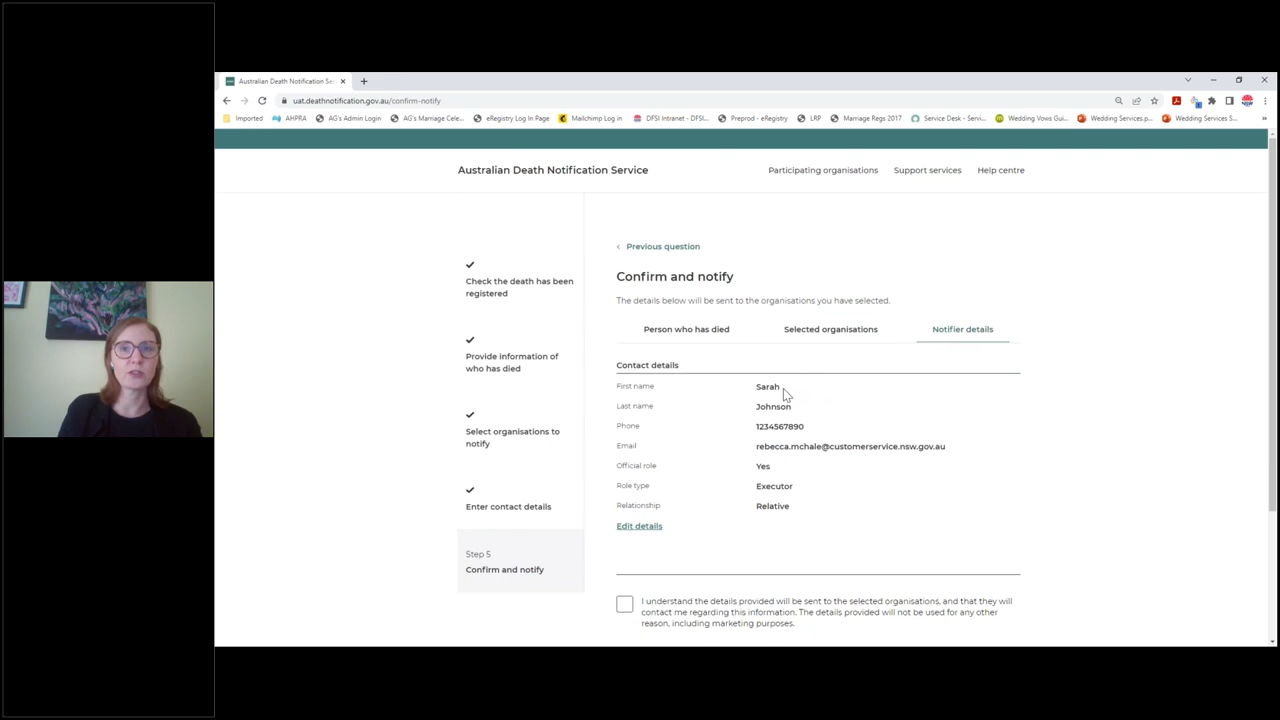 Australian Death Notification Ser
uat.deathnotification.gov.au/confirm-notify
Imported
AHPRA
AG's Admin Login
AG's Marriage Cele...
eRegistry Log In Page
Mailchimp Log in
DFSI Intranet - DFSI...
Preprod - eRegistry
LRP
Marriage Regs 2017
Service Desk - Servi...
Wedding Vows Gui...
Wedding Services.p...
Wedding Services S...
Australian Death Notification Service
Participating organisations
Support services
Help centre
Check the death has been
registered
Provide information of
who has died
Select organisations to
notify
Enter contact details
Step 5
Confirm and notify
Previous question
Confirm and notify
The details below will be sent to the organisations you have selected.
Person who has died
Selected organisations
Notifier details
Contact details
First name Sarah
Last name Johnson
Phone 1234567890
Email rebecca.mchale@customerservice.nsw.gov.au
Official role Yes
Role type Executor
Relationship Relative
Edit details
I understand the details provided will be sent to the selected organisations, and that they will
contact me regarding this information. The details provided will not be used for any other
reason, including marketing purposes.